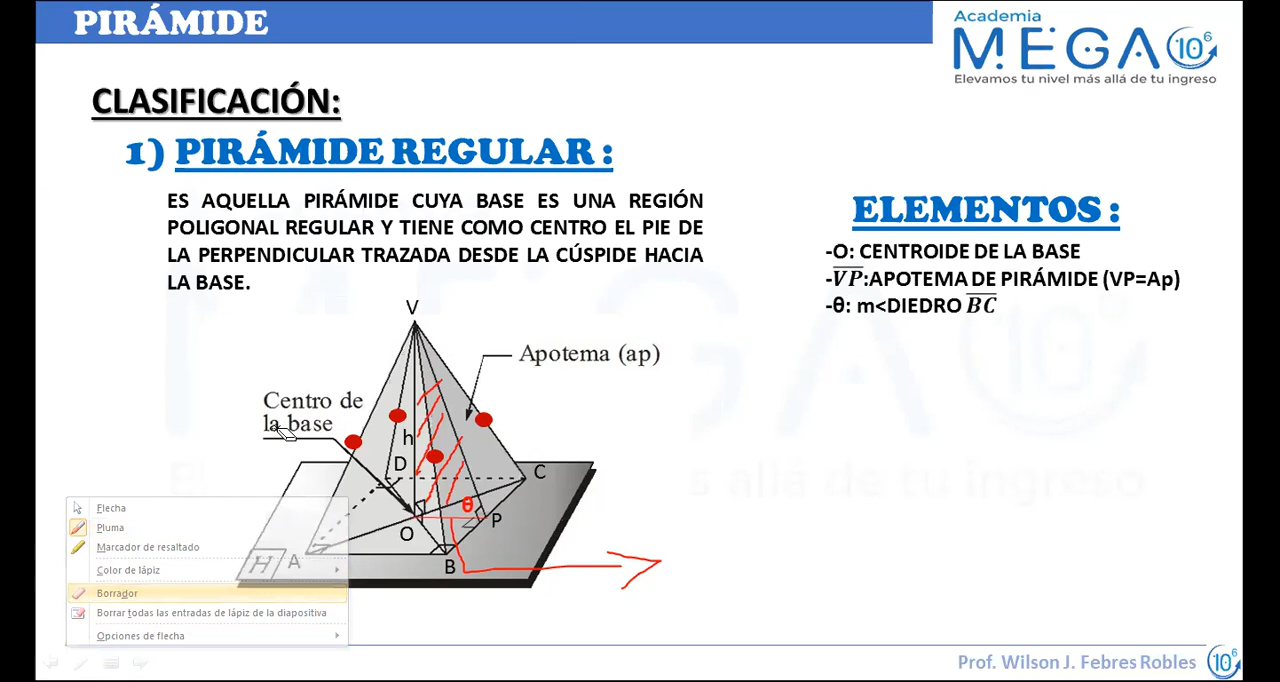 PIRÁMIDE
Academia
MEGA 10⁶
Elevamos tu nivel más allá de tu ingreso
CLASIFICACIÓN:
1) PIRÁMIDE REGULAR :
ES AQUELLA PIRÁMIDE CUYA BASE ES UNA REGIÓN
POLIGONAL REGULAR Y TIENE COMO CENTRO EL PIE DE
LA PERPENDICULAR TRAZADA DESDE LA CÚSPIDE HACIA
LA BASE.
ELEMENTOS :
-O: CENTROIDE DE LA BASE
-VP:APOTEMA DE PIRÁMIDE (VP=Ap)
-θ: m<DIEDRO BC
V
Apotema (ap)
Centro de
la base
h
D
C
θ
P
O
A
B
H
Flecha
Pluma
Marcador de resaltado
Color de lápiz
Borrador
Borrar todas las entradas de lápiz de la diapositiva
Opciones de flecha
allá de tu ingreso
Prof. Wilson J. Febres Robles
10⁶